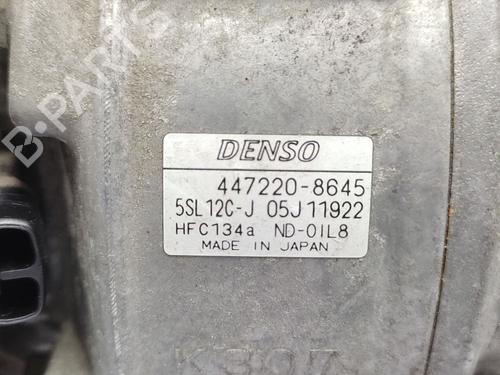 B-PARTS
DENSO
447220-8645
5SL12C-J 05J11922
HFC134a ND-OIL8
MADE IN JAPAN